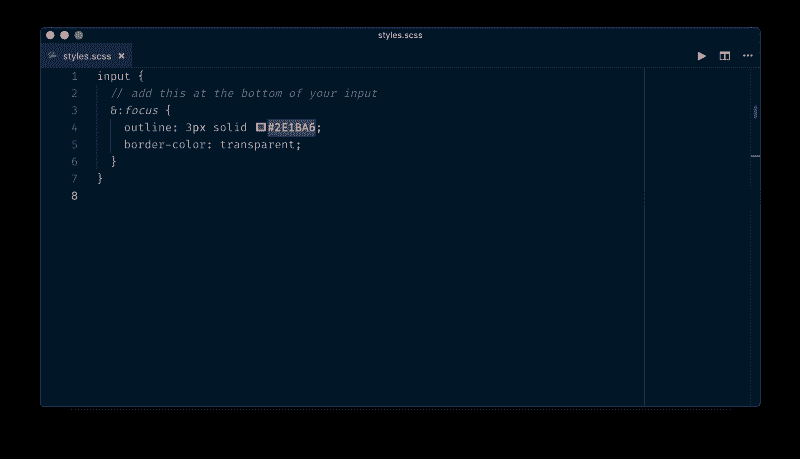 styles.scss
styles.scss ×
1 input {
2 // add this at the bottom of your input
3 &:focus {
4 outline: 3px solid #2E1BA6;
5 border-color: transparent;
6 }
7 }
8